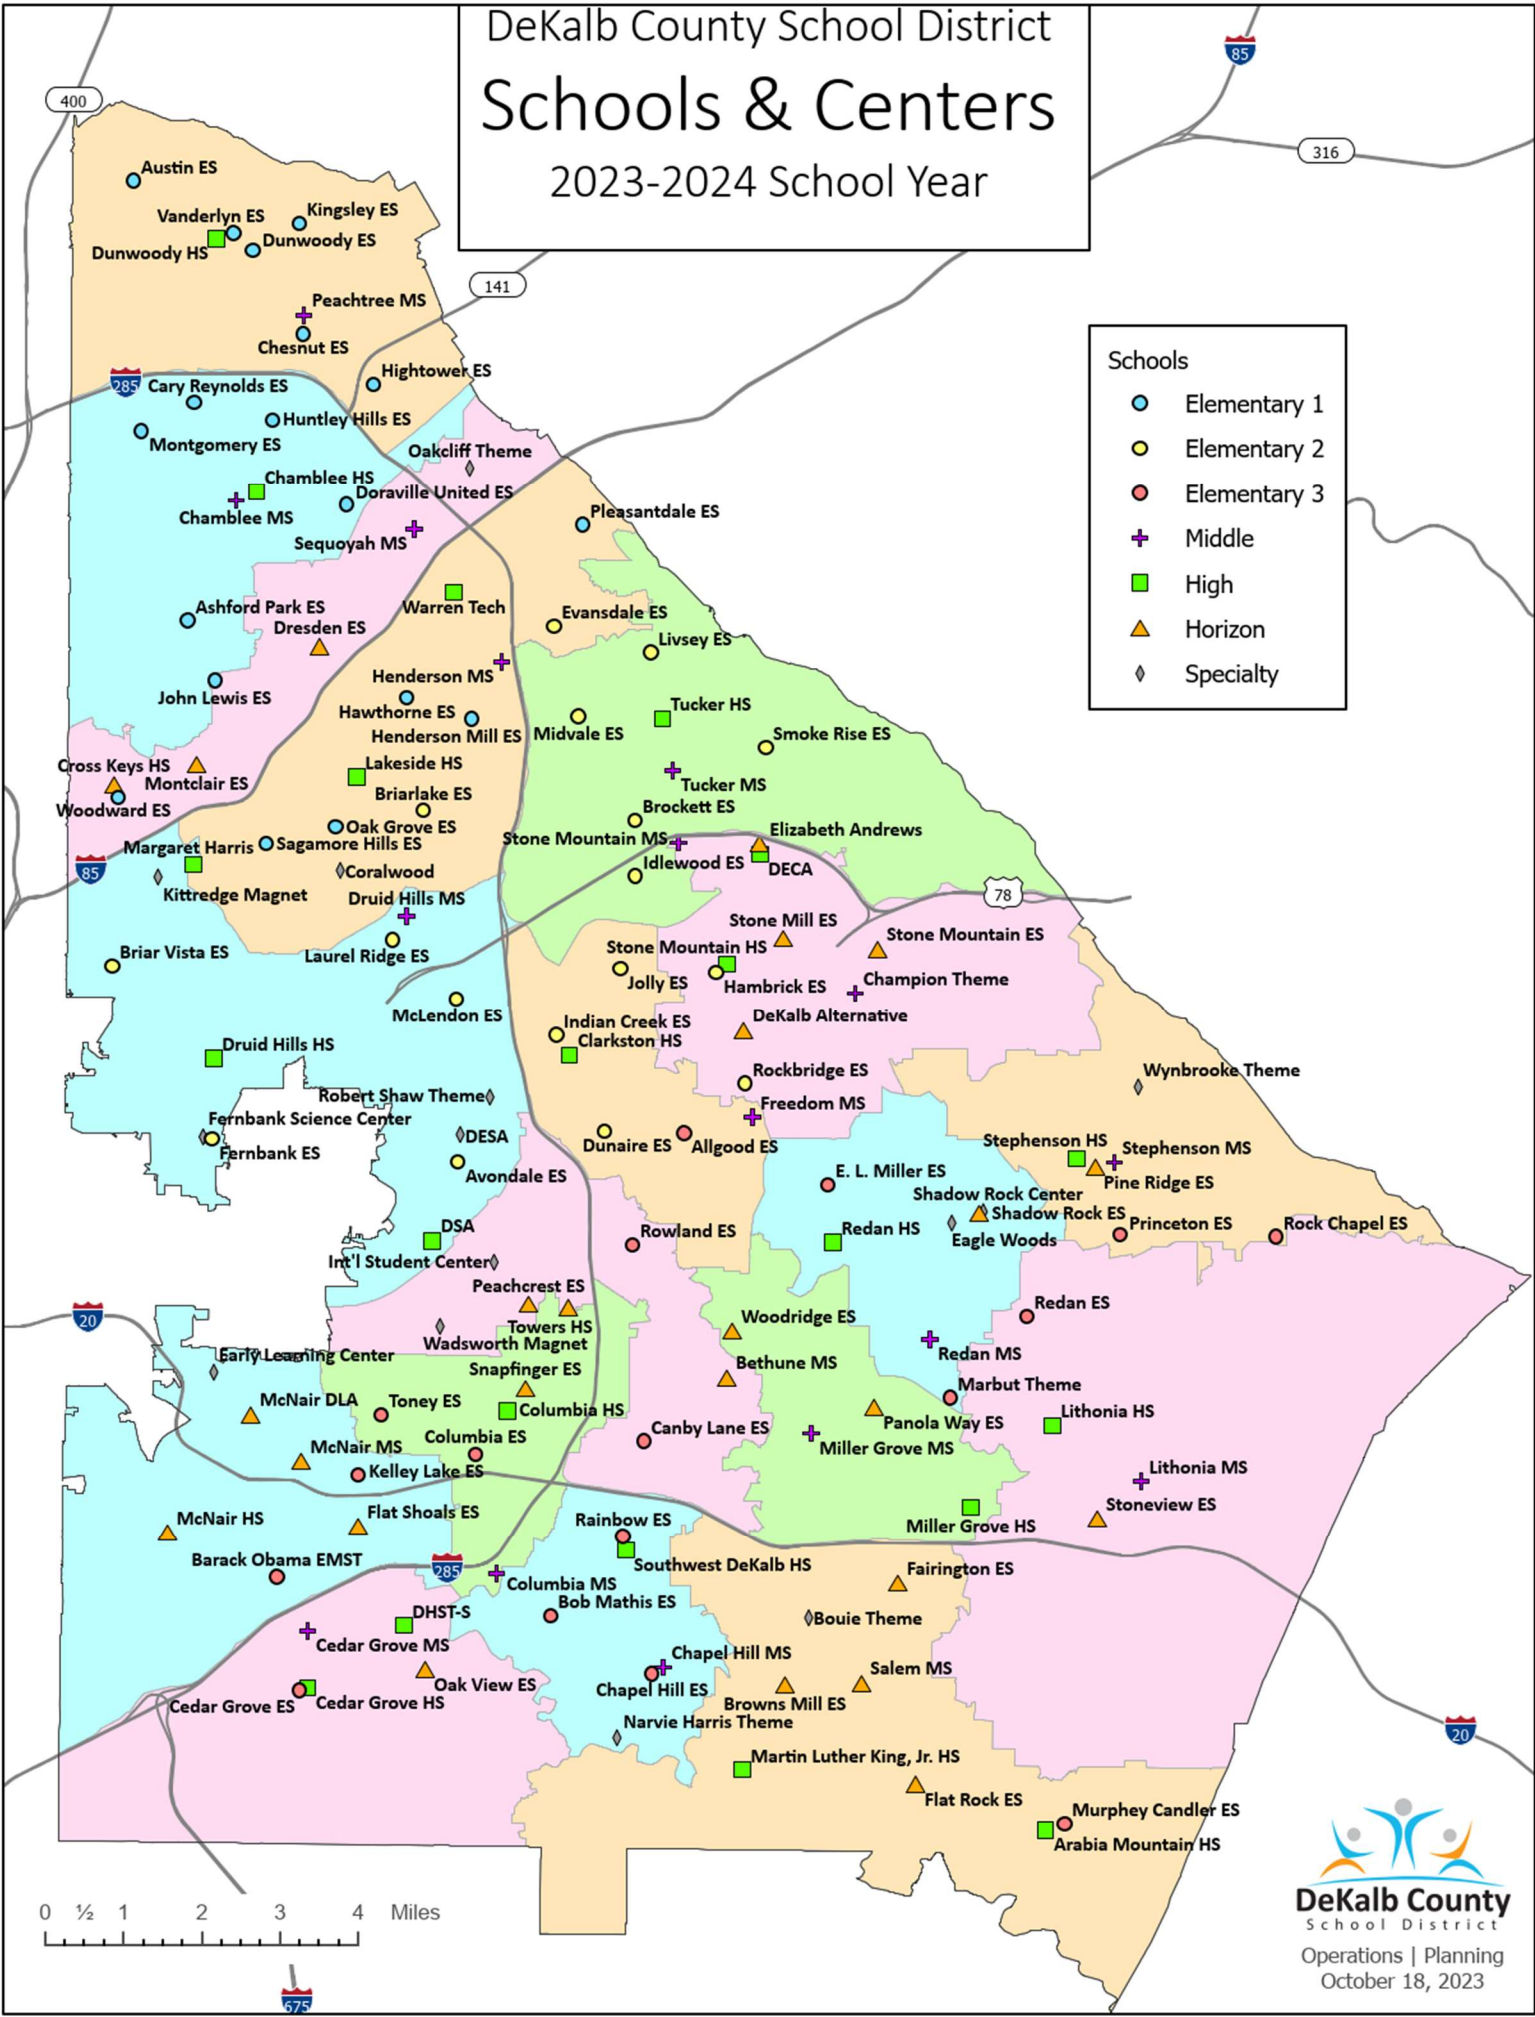 DeKalb County School District
Schools & Centers
2023-2024 School Year
400
85
316
141
Austin ES
Vanderlyn ES
Kingsley ES
Dunwoody ES
Dunwoody HS
Peachtree MS
Chesnut ES
Hightower ES
285
Cary Reynolds ES
Huntley Hills ES
Montgomery ES
Oakcliff Theme
Chamblee HS
Doraville United ES
Chamblee MS
Sequoyah MS
Pleasantdale ES
Schools
Elementary 1
Elementary 2
Elementary 3
Middle
High
Horizon
Specialty
Warren Tech
Ashford Park ES
Dresden ES
Evansdale ES
Livsey ES
Henderson MS
John Lewis ES
Hawthorne ES
Henderson Mill ES
Midvale ES
Tucker HS
Smoke Rise ES
Cross Keys HS
Montclair ES
Woodward ES
Lakeside HS
Briarlake ES
Tucker MS
Brockett ES
Oak Grove ES
Sagamore Hills ES
Margaret Harris
Stone Mountain MS
Elizabeth Andrews
Idlewood ES
DECA
85
Kittredge Magnet
Coralwood
Druid Hills MS
78
Briar Vista ES
Laurel Ridge ES
Stone Mill ES
Stone Mountain HS
Stone Mountain ES
Jolly ES
Hambrick ES
Champion Theme
McLendon ES
Indian Creek ES
Clarkston HS
DeKalb Alternative
Druid Hills HS
Rockbridge ES
Wynbrooke Theme
Robert Shaw Theme
Freedom MS
Fernbank Science Center
DESA
Fernbank ES
Dunaire ES
Allgood ES
Stephenson HS
Stephenson MS
Avondale ES
E. L. Miller ES
Pine Ridge ES
Shadow Rock Center
Shadow Rock ES
DSA
Rowland ES
Redan HS
Eagle Woods
Princeton ES
Rock Chapel ES
Int'l Student Center
Peachcrest ES
Redan ES
20
Towers HS
Woodridge ES
Wadsworth Magnet
Redan MS
Early Learning Center
Snapfinger ES
Bethune MS
Marbut Theme
McNair DLA
Toney ES
Columbia HS
Panola Way ES
Lithonia HS
Columbia ES
Canby Lane ES
Miller Grove MS
McNair MS
Kelley Lake ES
Lithonia MS
Stoneview ES
McNair HS
Flat Shoals ES
Rainbow ES
Miller Grove HS
Barack Obama EMST
285
Southwest DeKalb HS
Fairington ES
Columbia MS
Bob Mathis ES
DHST-S
Bouie Theme
Cedar Grove MS
Chapel Hill MS
Salem MS
Oak View ES
Chapel Hill ES
Cedar Grove ES
Cedar Grove HS
Browns Mill ES
Narvie Harris Theme
20
Martin Luther King, Jr. HS
Flat Rock ES
Murphey Candler ES
Arabia Mountain HS
0 ½ 1 2 3 4 Miles
675
DeKalb County
School District
Operations | Planning
October 18, 2023